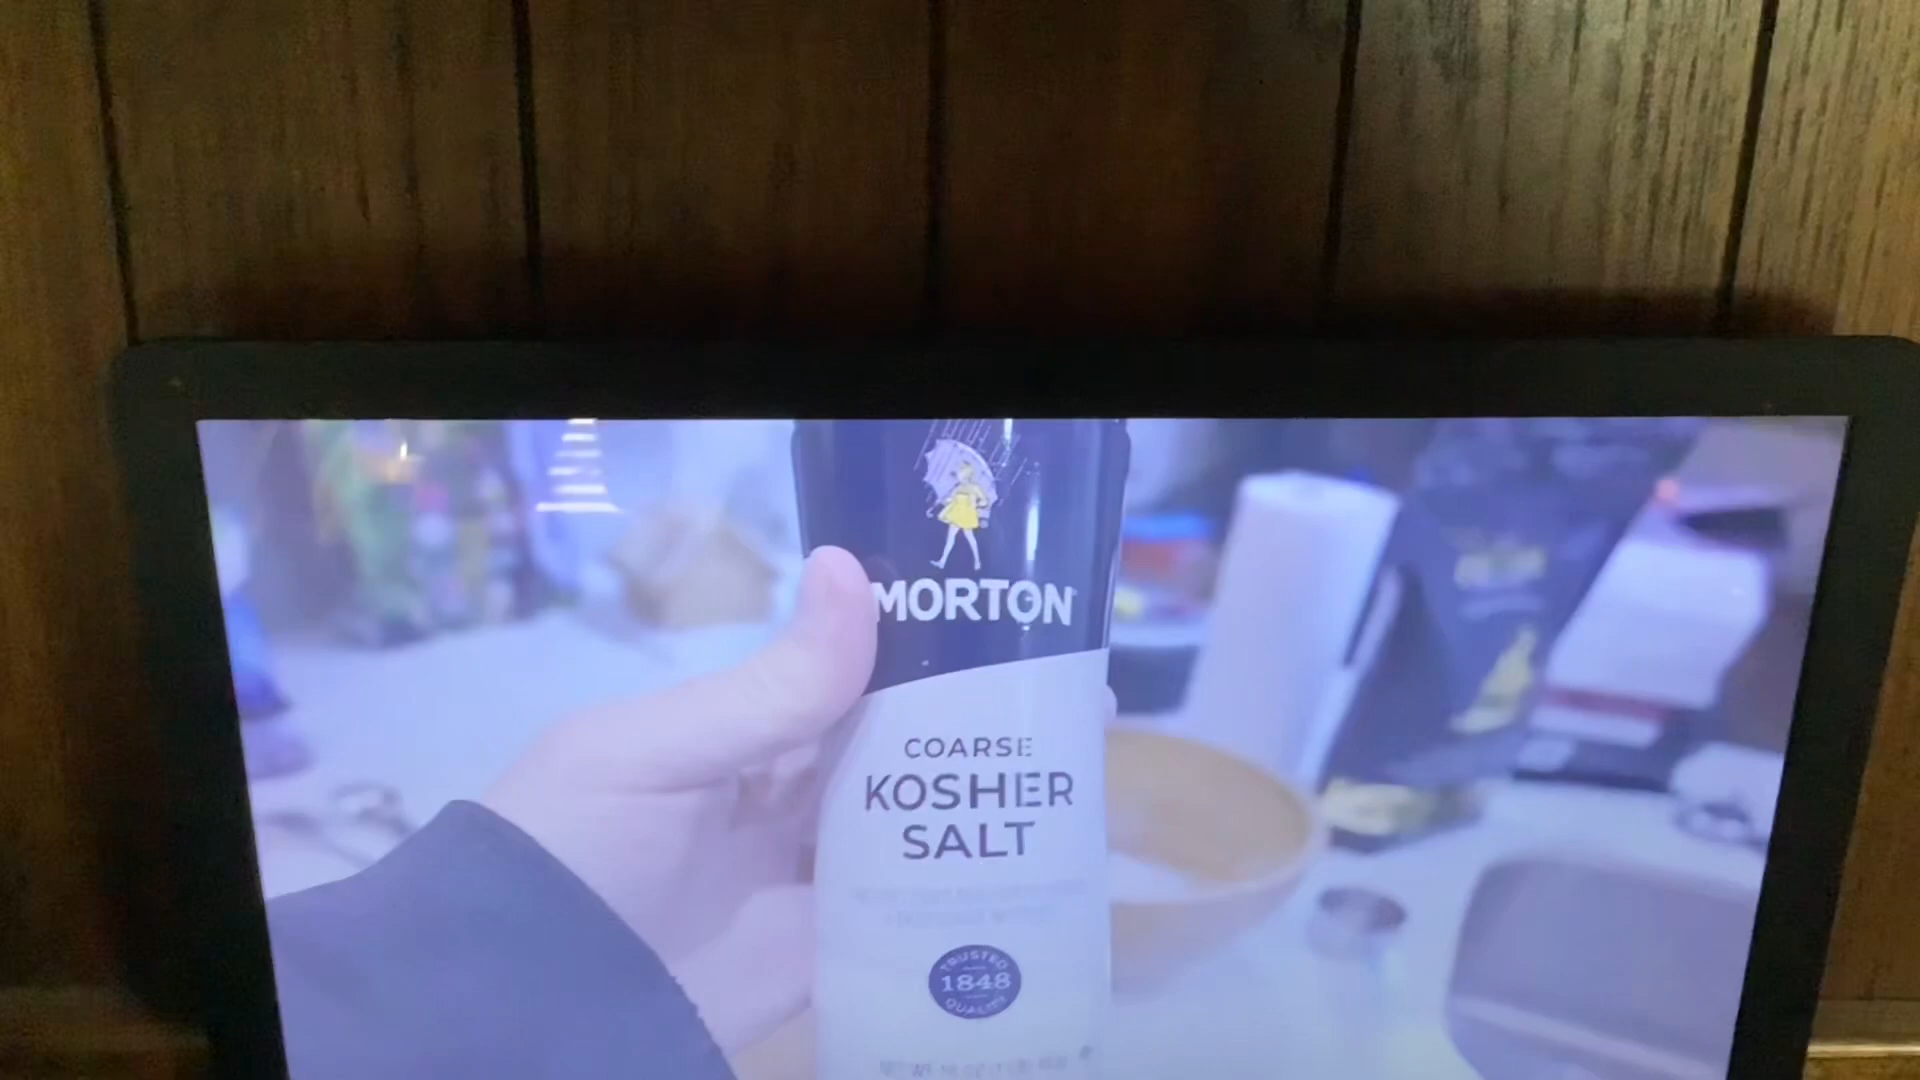 MORTON
COARSE
KOSHER
SALT
TRUSTED
1848
QUALITY